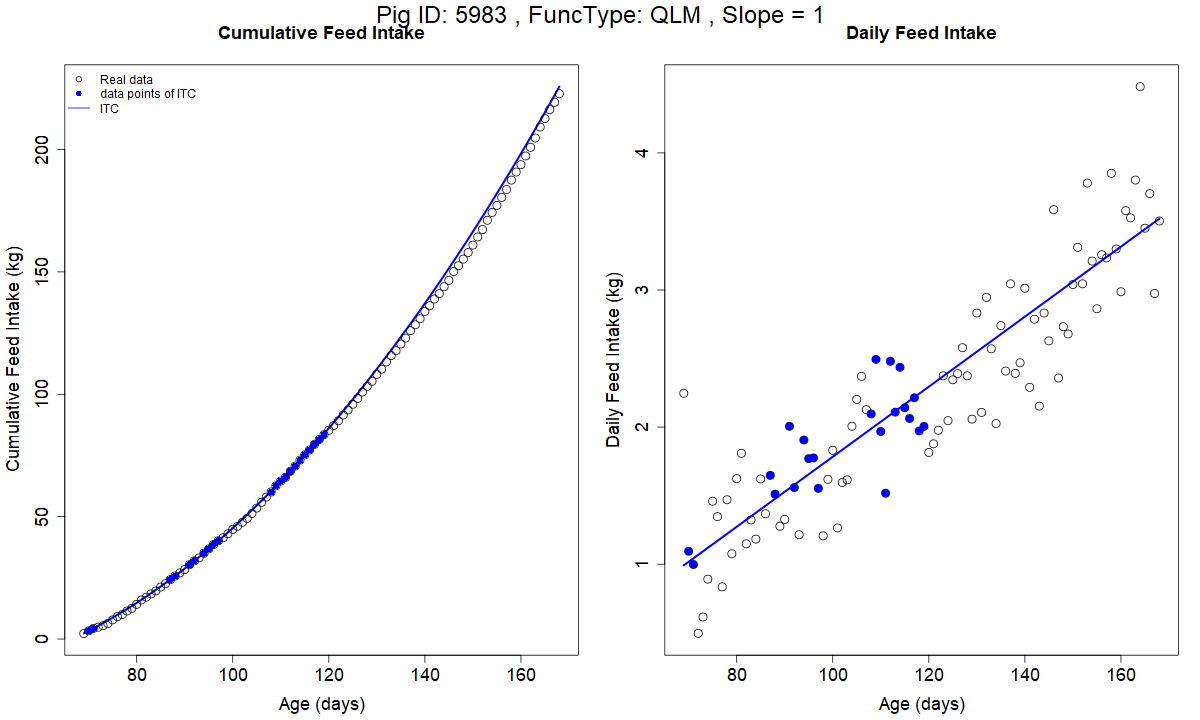 Pig ID: 5983 , FuncType: QLM , Slope = 1
Cumulative Feed Intake
Real data
data points of ITC
ITC
Cumulative Feed Intake (kg)
200
150
100
50
0
80 100 120 140 160
Age (days)
Daily Feed Intake
Daily Feed Intake (kg)
4
3
2
1
80 100 120 140 160
Age (days)